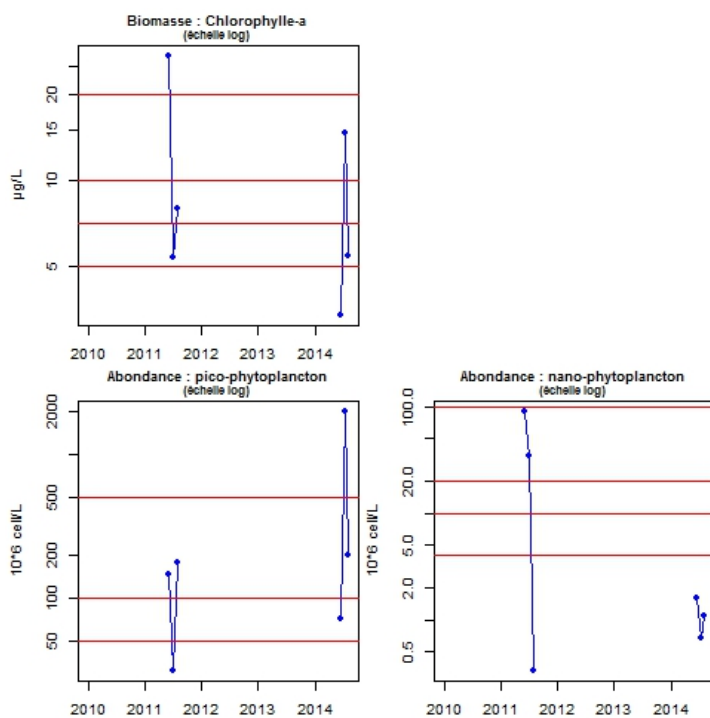 Biomasse : Chlorophylle-a
(échelle log)
20
15
10
5
µg/L
2010 2011 2012 2013 2014
Abondance : pico-phytoplancton
(échelle log)
2000
500
200
100
50
10*6 cell/L
2010 2011 2012 2013 2014
Abondance : nano-phytoplancton
(échelle log)
100.0
20.0
5.0
2.0
0.5
10*6 cell/L
2010 2011 2012 2013 2014